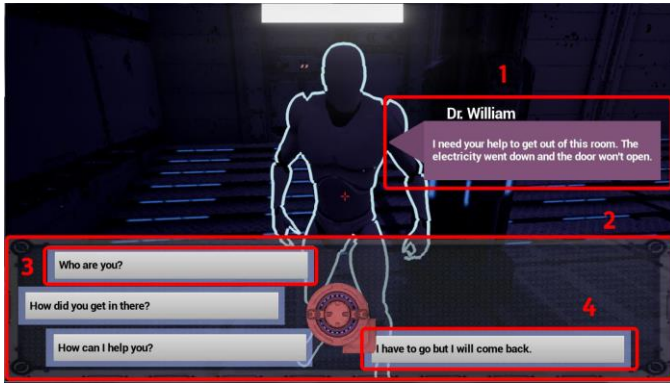 1
Dr. William
I need your help to get out of this room. The
electricity went down and the door won't open.
2
3
Who are you?
How did you get in there?
4
How can I help you?
I have to go but I will come back.